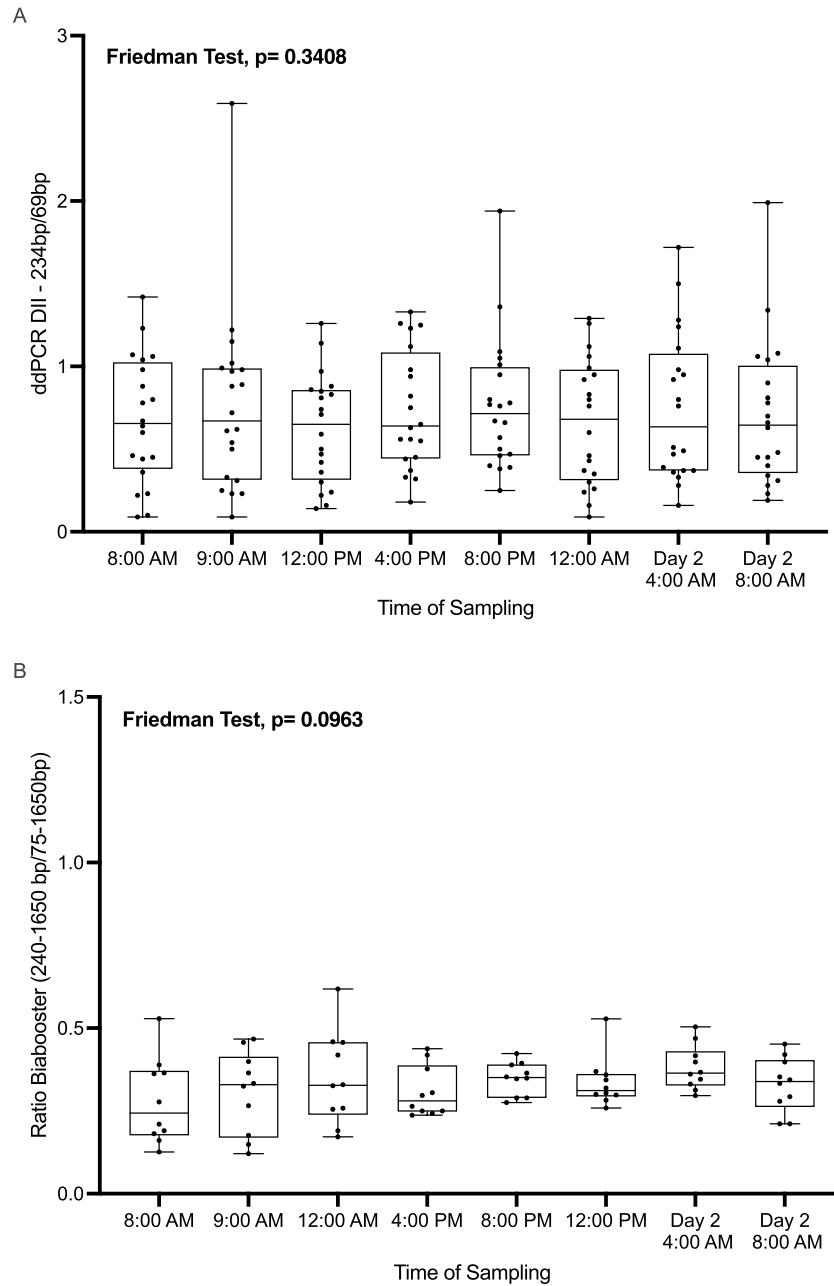 A
Friedman Test, p= 0.3408
ddPCR DII - 234bp/69bp
3
2
1
0
8:00 AM 9:00 AM 12:00 PM 4:00 PM 8:00 PM 12:00 AM Day 2 Day 2
4:00 AM 8:00 AM
Time of Sampling
B
Friedman Test, p= 0.0963
Ratio Biabooster (240-1650 bp/75-1650bp)
1.5
1.0
0.5
0.0
8:00 AM 9:00 AM 12:00 AM 4:00 PM 8:00 PM 12:00 PM Day 2 Day 2
4:00 AM 8:00 AM
Time of Sampling